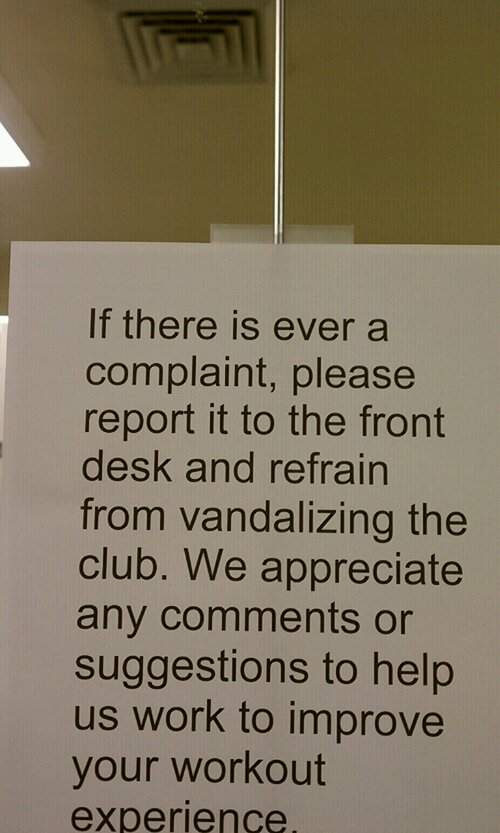 If there is ever a
complaint, please
report it to the front
desk and refrain
from vandalizing the
club. We appreciate
any comments or
suggestions to help
us work to improve
your workout
experience.